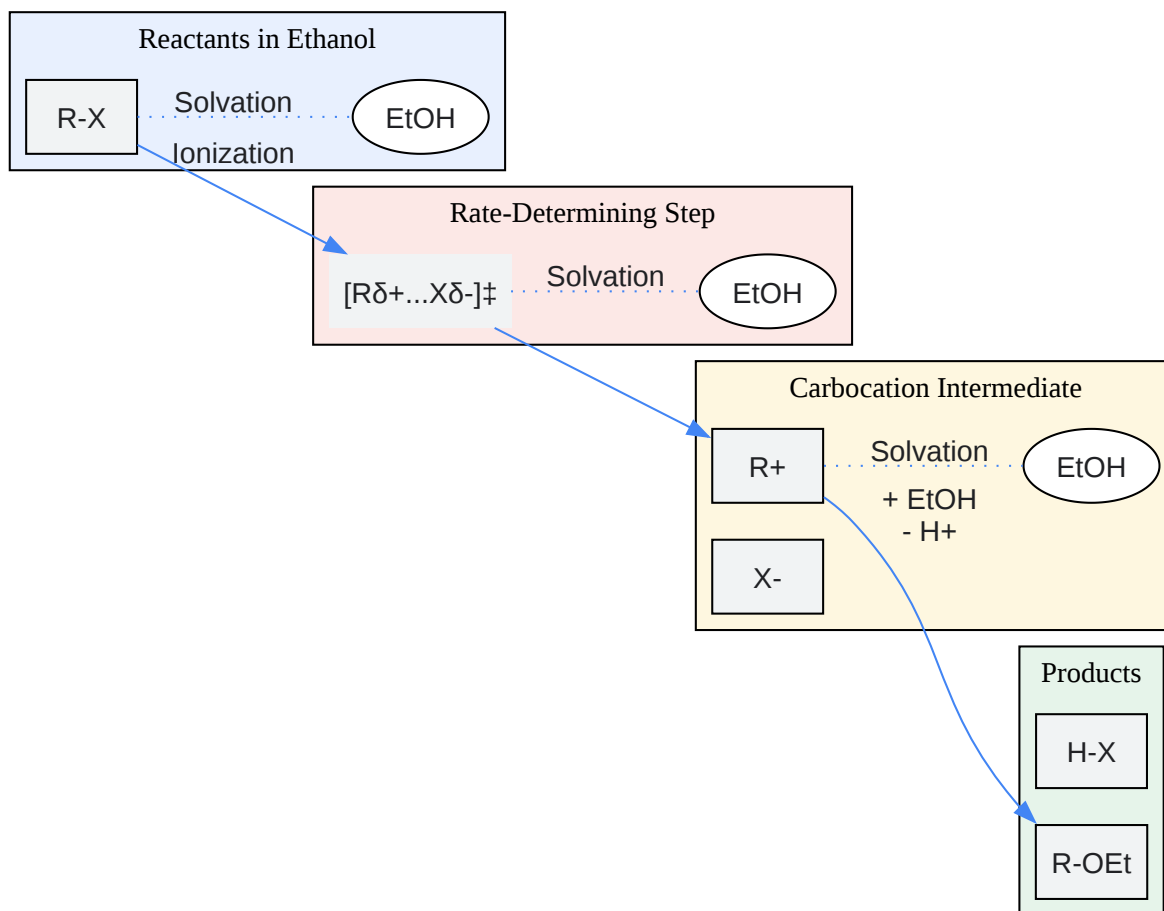 Reactants in Ethanol
R-X
Solvation
EtOH
Ionization
Rate-Determining Step
[Rδ+...Xδ-]‡
Solvation
EtOH
Carbocation Intermediate
R+
Solvation
EtOH
+ EtOH
- H+
X-
Products
H-X
R-OEt